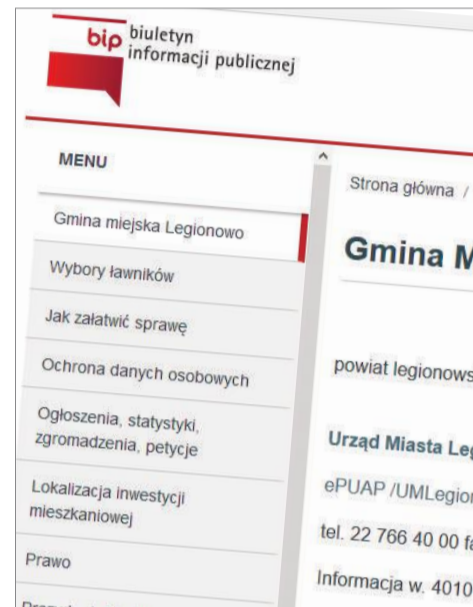 bip biuletyn
informacji publicznej
MENU
Gmina miejska Legionowo
Wybory ławników
Jak załatwić sprawę
Ochrona danych osobowych
Ogłoszenia, statystyki,
zgromadzenia, petycje
Lokalizacja inwestycji
mieszkaniowej
Prawo
Strona główna /
Gmina M
powiat legionows
Urząd Miasta Leg
ePUAP /UMLegion
tel. 22 766 40 00 fa
Informacja w. 4010